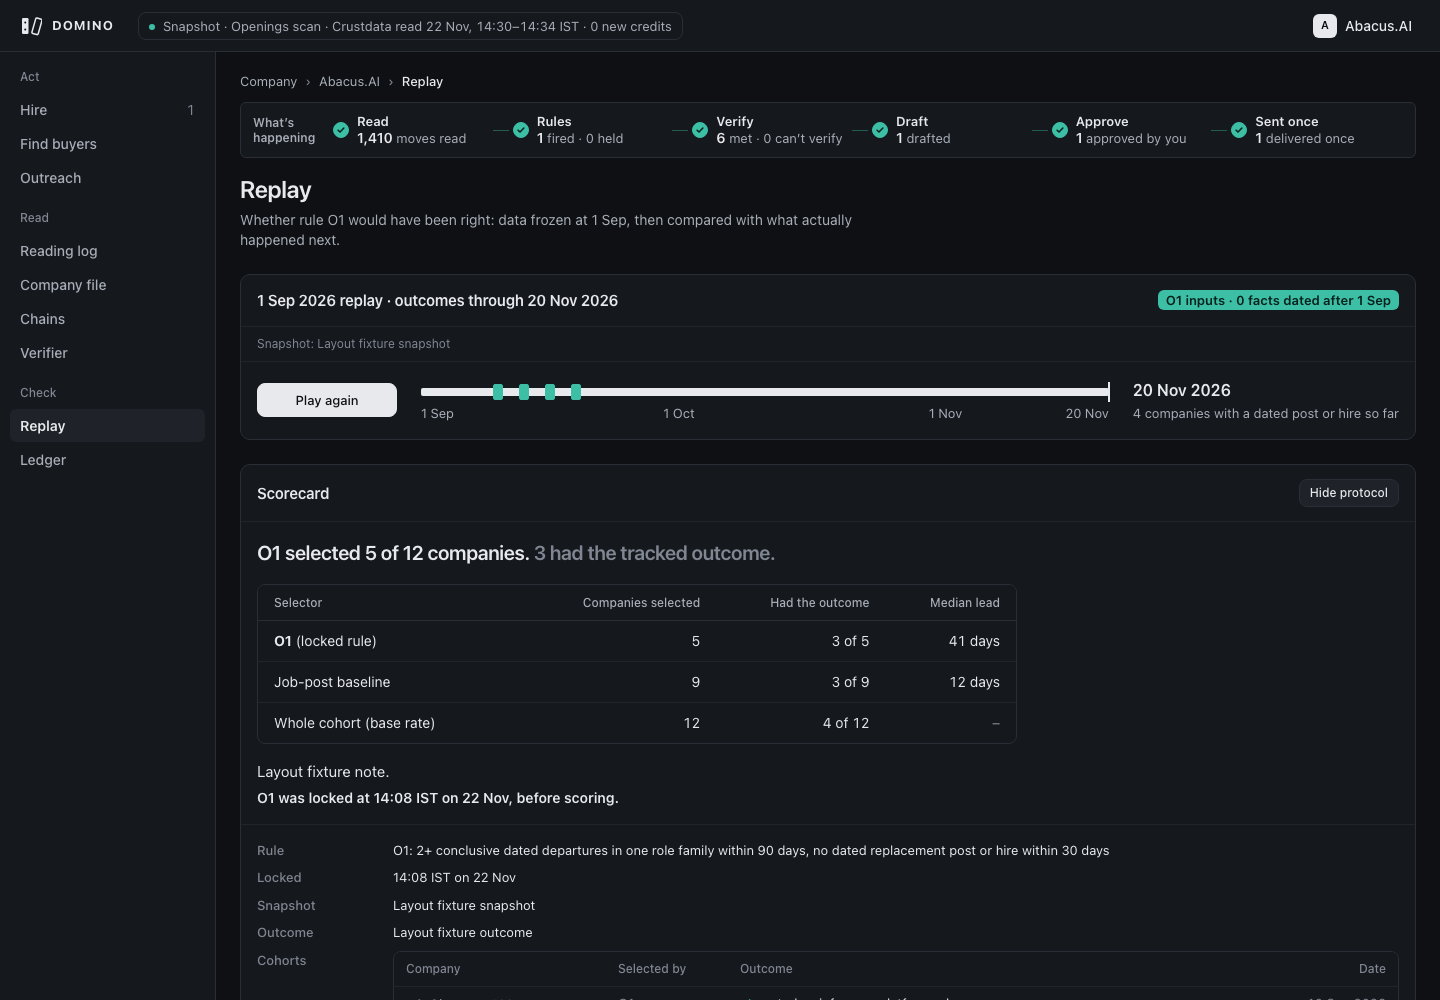 DOMINO
Snapshot · Openings scan · Crustdata read 22 Nov, 14:30–14:34 IST · 0 new credits
A
Abacus.AI
Act
Hire 1
Find buyers
Outreach
Read
Reading log
Company file
Chains
Verifier
Check
Replay
Ledger
Company › Abacus.AI › Replay
What's happening
Read
1,410 moves read
Rules
1 fired · 0 held
Verify
6 met · 0 can't verify
Draft
1 drafted
Approve
1 approved by you
Sent once
1 delivered once
Replay
Whether rule O1 would have been right: data frozen at 1 Sep, then compared with what actually
happened next.
1 Sep 2026 replay · outcomes through 20 Nov 2026
O1 inputs · 0 facts dated after 1 Sep
Snapshot: Layout fixture snapshot
Play again
1 Sep
1 Oct
1 Nov
20 Nov
20 Nov 2026
4 companies with a dated post or hire so far
Scorecard
Hide protocol
O1 selected 5 of 12 companies. 3 had the tracked outcome.
Selector Companies selected Had the outcome Median lead
O1 (locked rule) 5 3 of 5 41 days
Job-post baseline 9 3 of 9 12 days
Whole cohort (base rate) 12 4 of 12 –
Layout fixture note.
O1 was locked at 14:08 IST on 22 Nov, before scoring.
Rule O1: 2+ conclusive dated departures in one role family within 90 days, no dated replacement post or hire within 30 days
Locked 14:08 IST on 22 Nov
Snapshot Layout fixture snapshot
Outcome Layout fixture outcome
Cohorts
Company Selected by Outcome Date